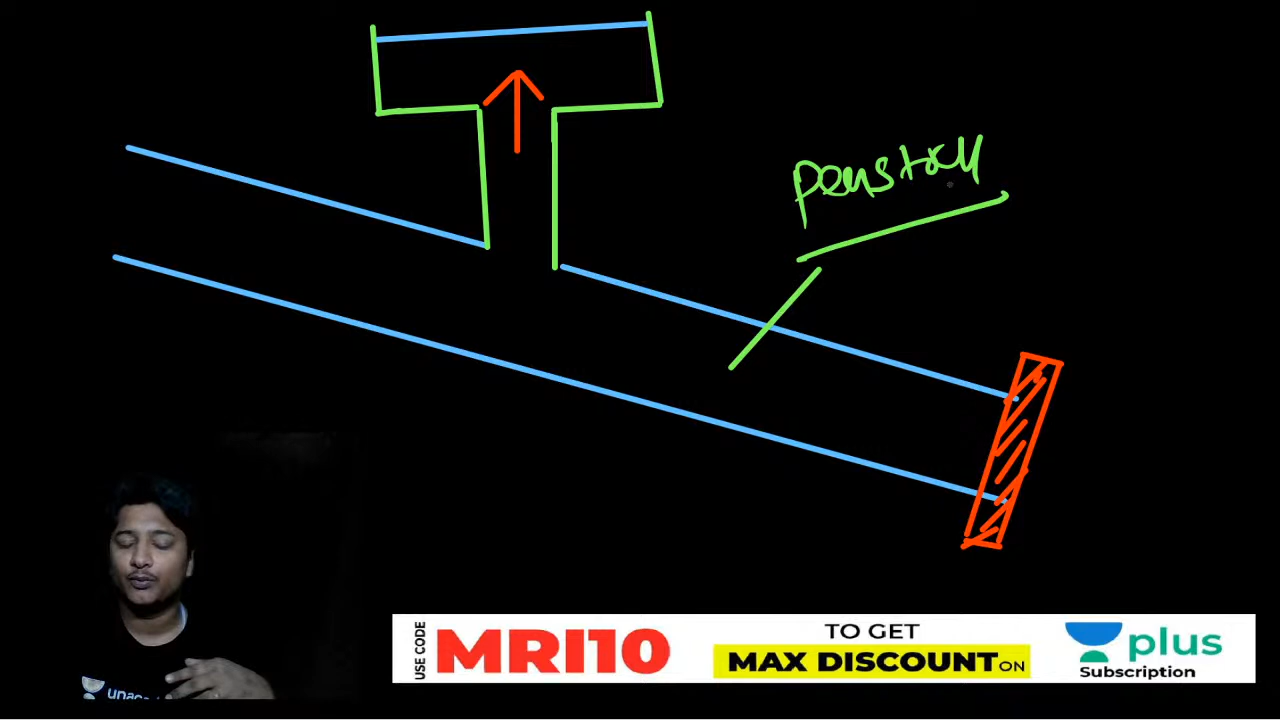 penstock
USE CODE
MRI10
TO GET
MAX DISCOUNT ON
plus
Subscription